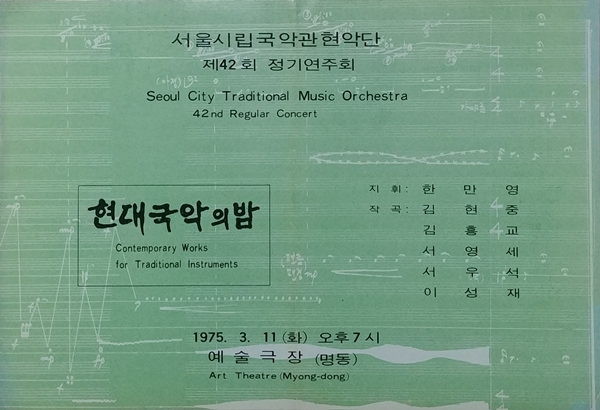 서울시립국악관현악단
제42회 정기연주회
Seoul City Traditional Music Orchestra
42nd Regular Concert
현대국악의밤
Contemporary Works
for Traditional Instruments
지휘: 한만영
작곡: 김현중
김흥교
서영세
서우석
이성재
1975. 3. 11 (화) 오후 7시
예술극장 (명동)
Art Theatre (Myong-dong)